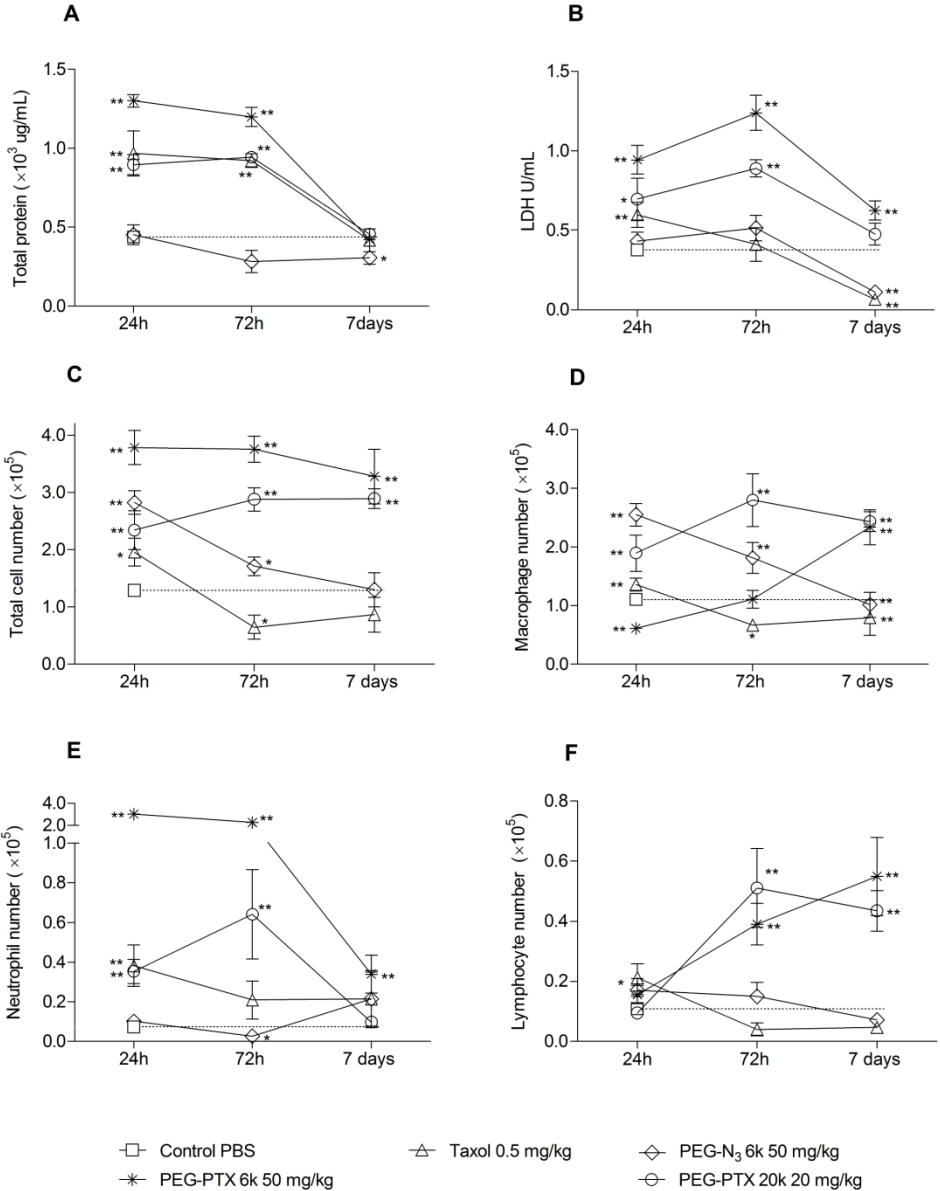 A
Total protein (×10³ ug/mL)
1.5
1.0
0.5
0.0
** ** ** ** ** ** *
24h 72h 7days
B
LDH U/mL
1.5
1.0
0.5
0.0
** * ** ** ** ** ** **
24h 72h 7 days
C
Total cell number (×10⁵)
4.0
3.0
2.0
1.0
0.0
** ** ** * ** ** * * ** **
24h 72h 7 days
D
Macrophage number (×10⁵)
4.0
3.0
2.0
1.0
0.0
** ** ** ** ** ** * ** ** ** **
24h 72h 7 days
E
Neutrophil number (×10⁵)
4.0
2.0
1.0
0.8
0.6
0.4
0.2
0.0
** ** ** ** ** * **
24h 72h 7 days
F
Lymphocyte number (×10⁵)
0.8
0.6
0.4
0.2
0.0
* ** ** ** **
24h 72h 7 days
Control PBS Taxol 0.5 mg/kg PEG-N₃ 6k 50 mg/kg
PEG-PTX 6k 50 mg/kg PEG-PTX 20k 20 mg/kg